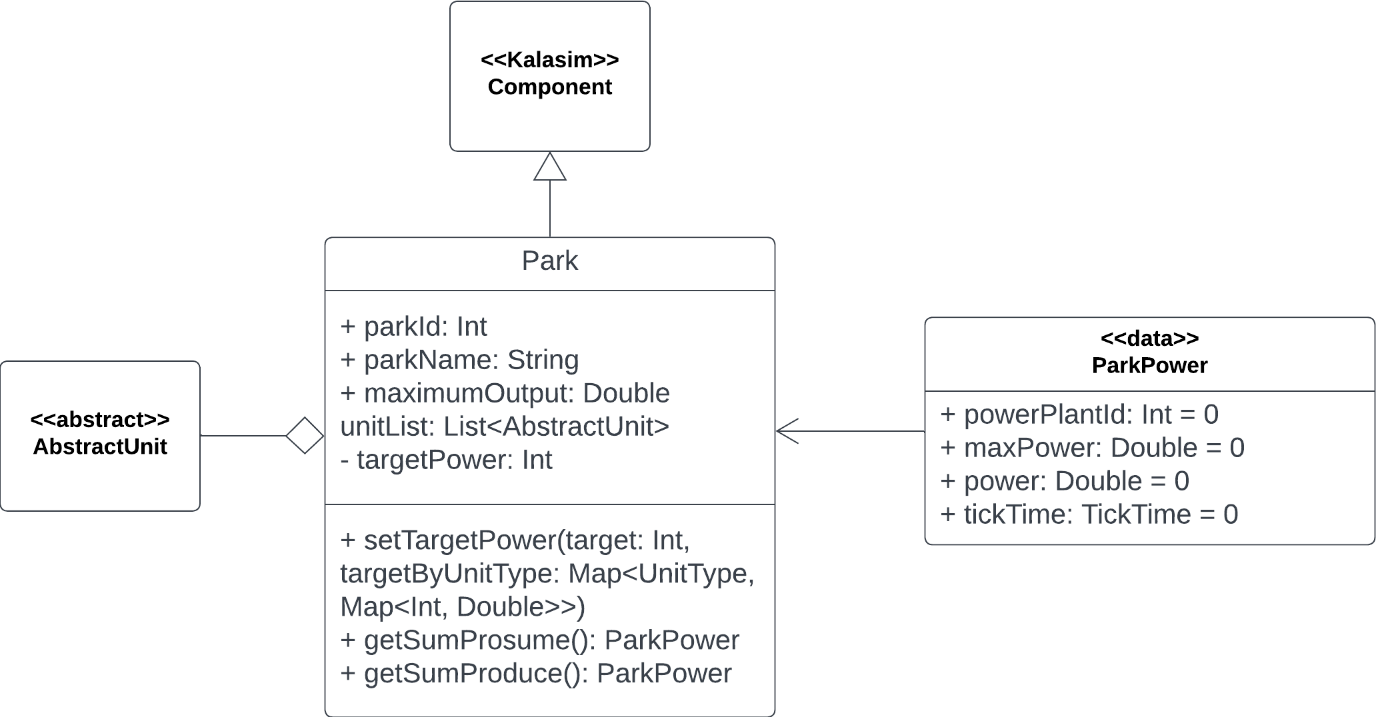 <<Kalasim>>
Component
Park
+ parkId: Int
+ parkName: String
+ maximumOutput: Double
unitList: List<AbstractUnit>
- targetPower: Int
+ setTargetPower(target: Int,
targetByUnitType: Map<UnitType,
Map<Int, Double>>)
+ getSumProsume(): ParkPower
+ getSumProduce(): ParkPower
<<abstract>>
AbstractUnit
<<data>>
ParkPower
+ powerPlantId: Int = 0
+ maxPower: Double = 0
+ power: Double = 0
+ tickTime: TickTime = 0